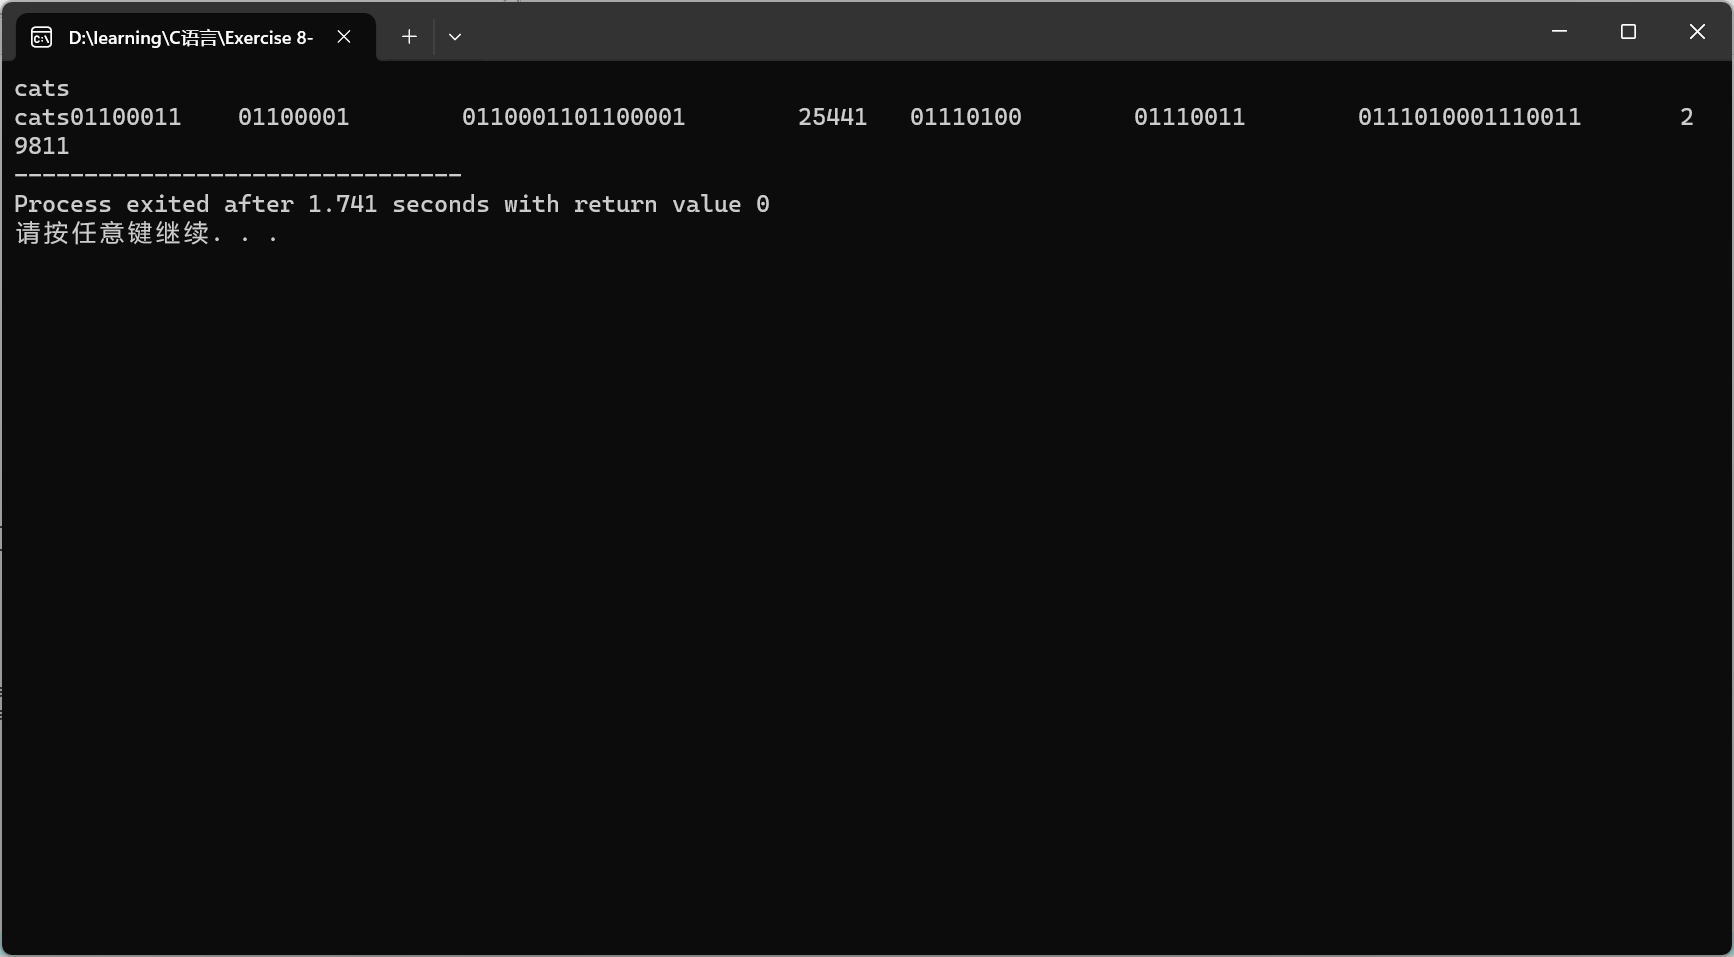 D:\learning\C语言\Exercise 8-
cats
cats01100011    01100001        0110001101100001        25441   01110100        01110011        0111010001110011       2
9811
--------------------------------
Process exited after 1.741 seconds with return value 0
请按任意键继续. . .